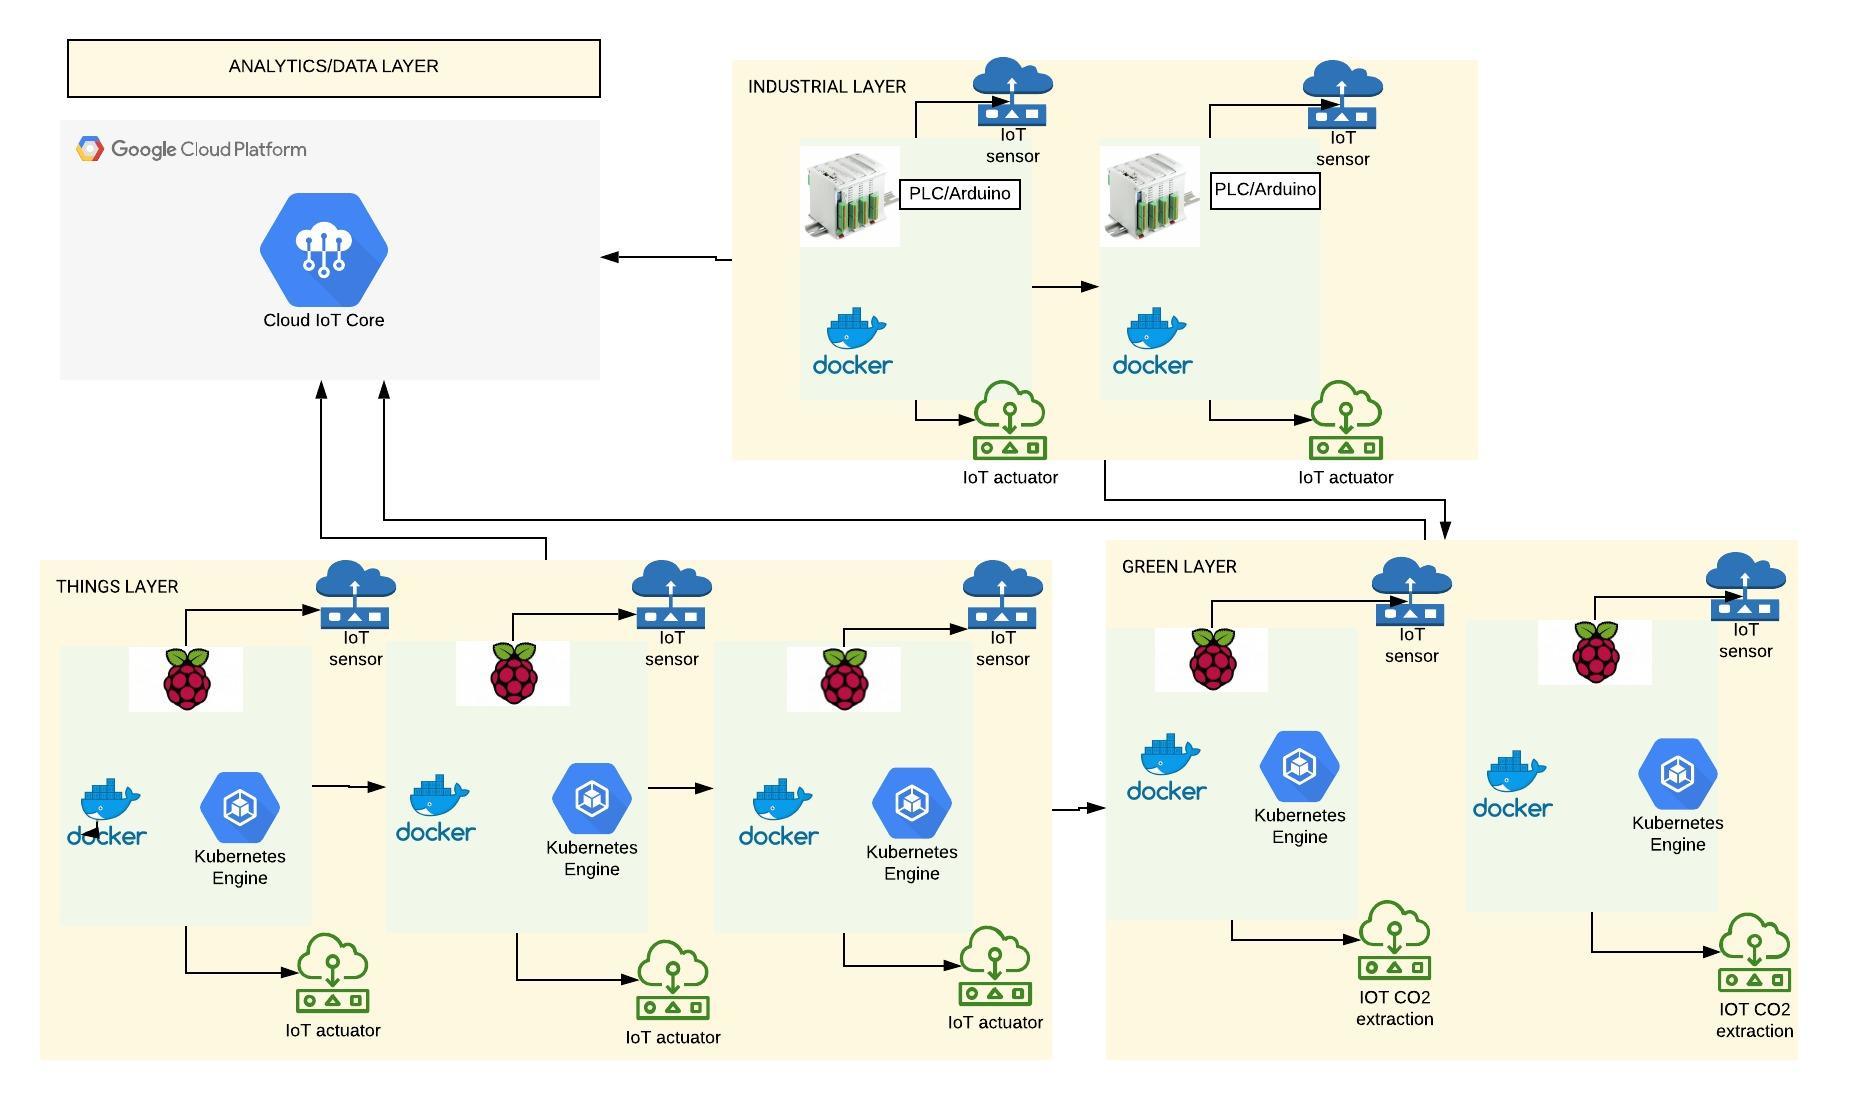 ANALYTICS/DATA LAYER
Google Cloud Platform
Cloud IoT Core
INDUSTRIAL LAYER
IoT
sensor
PLC/Arduino
docker
IoT actuator
IoT
sensor
PLC/Arduino
docker
IoT actuator
THINGS LAYER
IoT
sensor
docker
Kubernetes
Engine
IoT actuator
IoT
sensor
docker
Kubernetes
Engine
IoT actuator
IoT
sensor
docker
Kubernetes
Engine
IoT actuator
GREEN LAYER
IoT
sensor
docker
Kubernetes
Engine
IOT CO2
extraction
IoT
sensor
docker
Kubernetes
Engine
IOT CO2
extraction